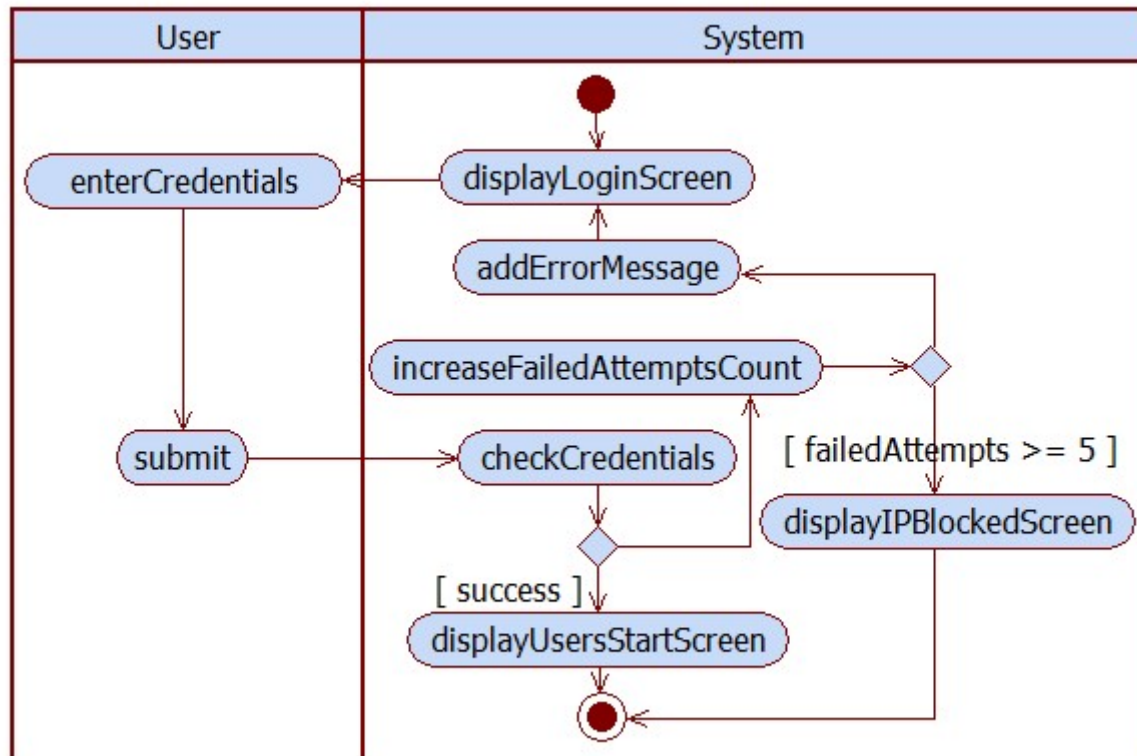 User
System
displayLoginScreen
enterCredentials
addErrorMessage
increaseFailedAttemptsCount
submit
checkCredentials
[ failedAttempts >= 5 ]
displayIPBlockedScreen
[ success ]
displayUsersStartScreen